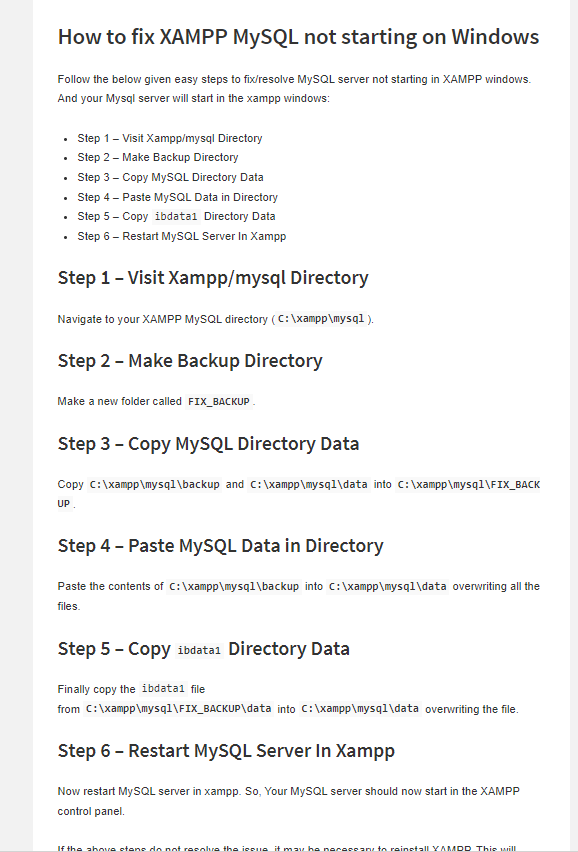 How to fix XAMPP MySQL not starting on Windows
Follow the below given easy steps to fix/resolve MySQL server not starting in XAMPP windows.
And your Mysql server will start in the xampp windows:
• Step 1 – Visit Xampp/mysql Directory
• Step 2 – Make Backup Directory
• Step 3 – Copy MySQL Directory Data
• Step 4 – Paste MySQL Data in Directory
• Step 5 – Copy ibdata1 Directory Data
• Step 6 – Restart MySQL Server In Xampp
Step 1 – Visit Xampp/mysql Directory
Navigate to your XAMPP MySQL directory ( C:\xampp\mysql ).
Step 2 – Make Backup Directory
Make a new folder called FIX_BACKUP .
Step 3 – Copy MySQL Directory Data
Copy C:\xampp\mysql\backup and C:\xampp\mysql\data into C:\xampp\mysql\FIX_BACK
UP .
Step 4 – Paste MySQL Data in Directory
Paste the contents of C:\xampp\mysql\backup into C:\xampp\mysql\data overwriting all the
files.
Step 5 – Copy ibdata1 Directory Data
Finally copy the ibdata1 file
from C:\xampp\mysql\FIX_BACKUP\data into C:\xampp\mysql\data overwriting the file.
Step 6 – Restart MySQL Server In Xampp
Now restart MySQL server in xampp. So, Your MySQL server should now start in the XAMPP
control panel.
If the above steps do not resolve the issue, it may be necessary to reinstall XAMPP. This will